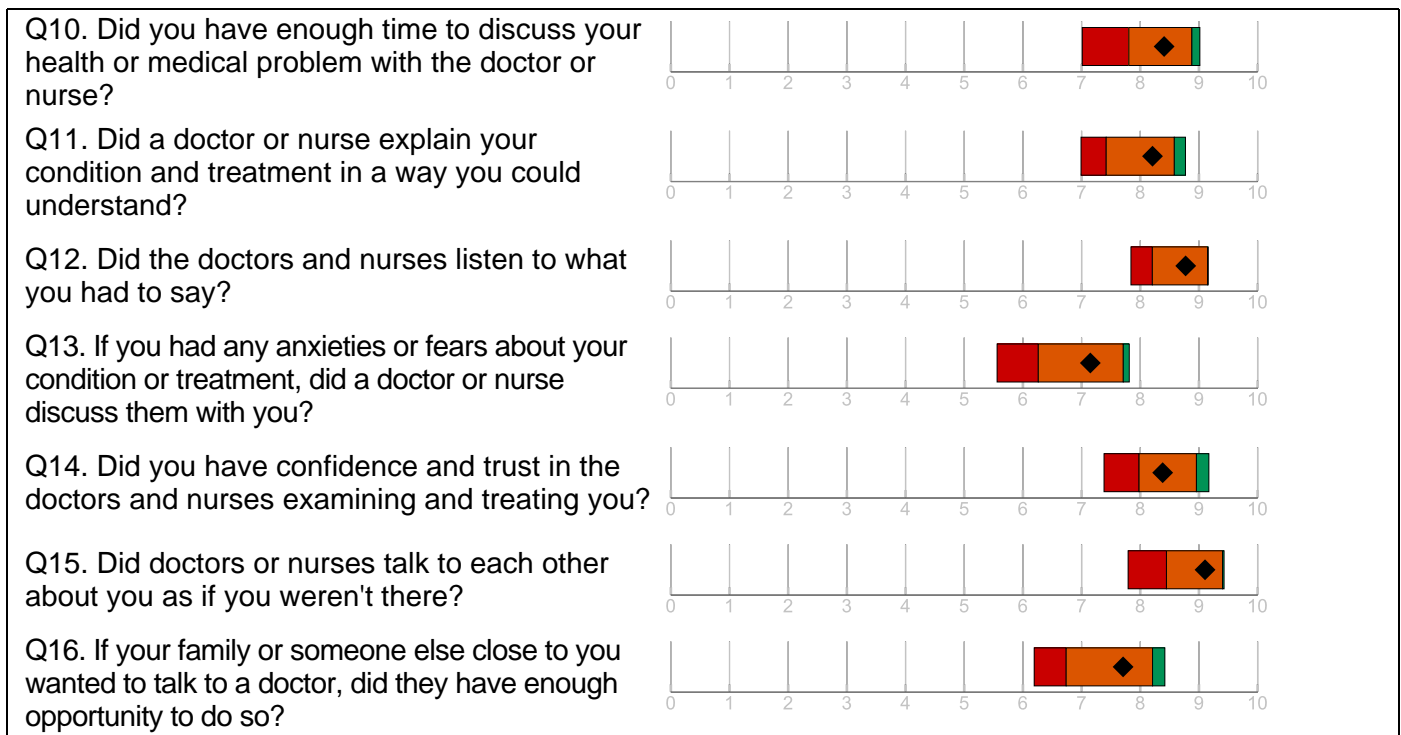 Q10. Did you have enough time to discuss your
health or medical problem with the doctor or
nurse?
0 1 2 3 4 5 6 7 8 9 10
Q11. Did a doctor or nurse explain your
condition and treatment in a way you could
understand?
0 1 2 3 4 5 6 7 8 9 10
Q12. Did the doctors and nurses listen to what
you had to say?
0 1 2 3 4 5 6 7 8 9 10
Q13. If you had any anxieties or fears about your
condition or treatment, did a doctor or nurse
discuss them with you?
0 1 2 3 4 5 6 7 8 9 10
Q14. Did you have confidence and trust in the
doctors and nurses examining and treating you?
0 1 2 3 4 5 6 7 8 9 10
Q15. Did doctors or nurses talk to each other
about you as if you weren't there?
0 1 2 3 4 5 6 7 8 9 10
Q16. If your family or someone else close to you
wanted to talk to a doctor, did they have enough
opportunity to do so?
0 1 2 3 4 5 6 7 8 9 10